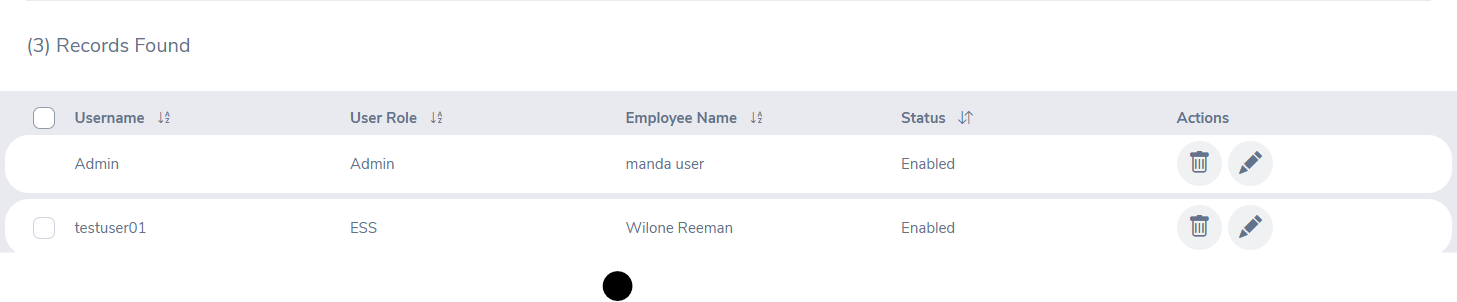 (3) Records Found
Username User Role Employee Name Status Actions
Admin Admin manda user Enabled
testuser01 ESS Wilone Reeman Enabled